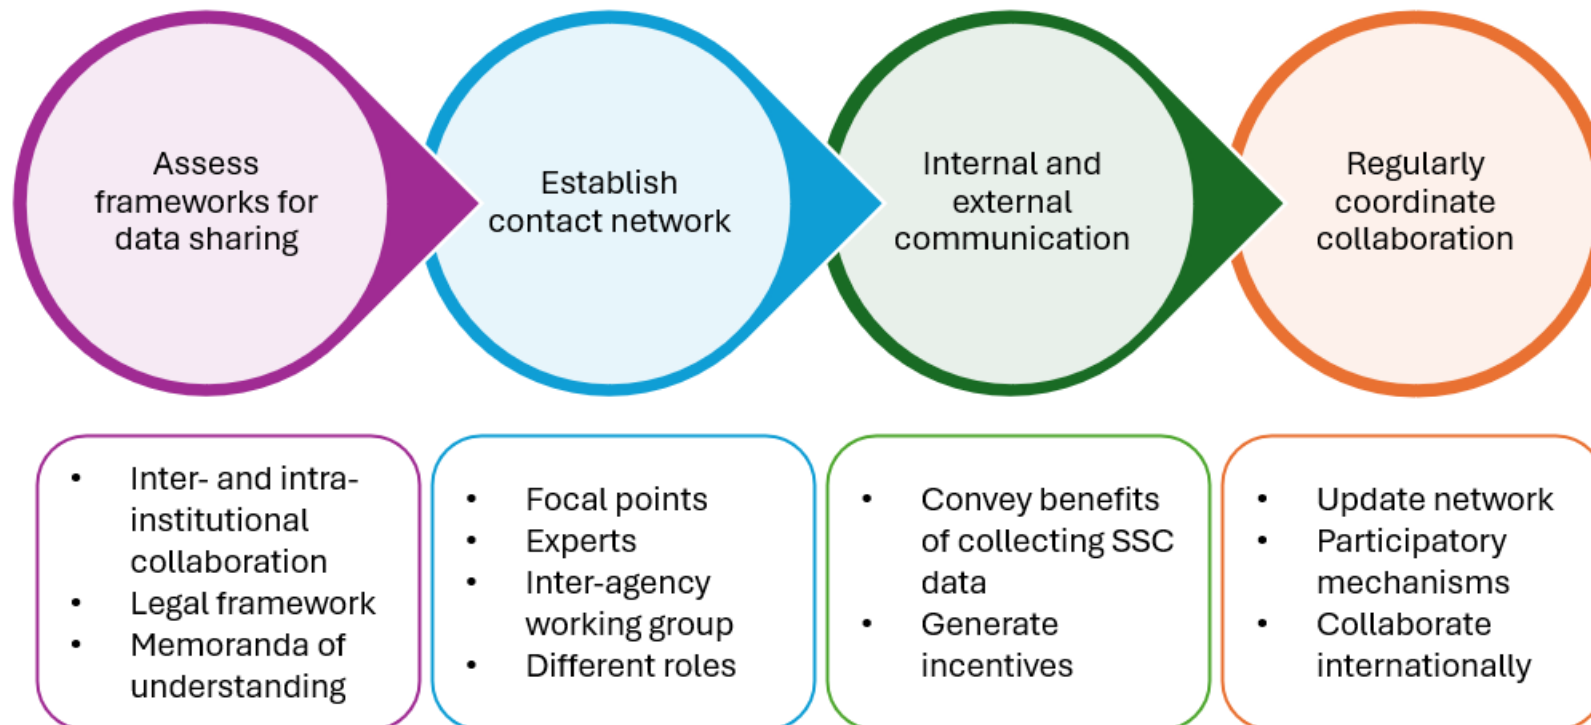 Assess
frameworks for
data sharing
Establish
contact network
Internal and
external
communication
Regularly
coordinate
collaboration
• Inter- and intra-
institutional
collaboration
• Legal framework
• Memoranda of
understanding
• Focal points
• Experts
• Inter-agency
working group
• Different roles
• Convey benefits
of collecting SSC
data
• Generate
incentives
• Update network
• Participatory
mechanisms
• Collaborate
internationally